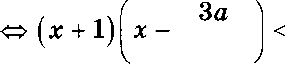 ⇔ (x + 1)(x − 3a) <